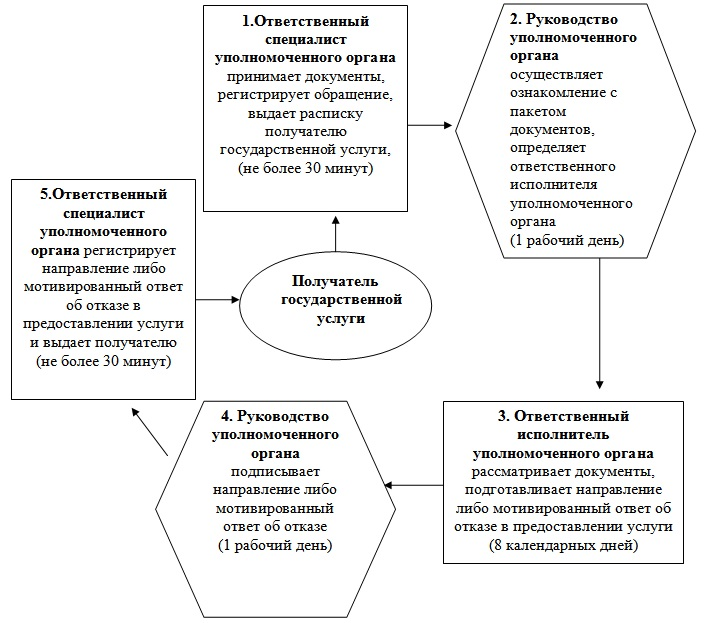 1.Ответственный
специалист
уполномоченного органа
принимает документы,
регистрирует обращение,
выдает расписку
получателю
государственной услуги,
(не более 30 минут)
2. Руководство
уполномоченного
органа
осуществляет
ознакомление с
пакетом
документов,
определяет
ответственного
исполнителя
уполномоченного
органа
(1 рабочий день)
3. Ответственный
исполнитель
уполномоченного органа
рассматривает документы,
подготавливает направление
либо мотивированный ответ об
отказе в предоставлении услуги
(8 календарных дней)
4. Руководство
уполномоченного
органа
подписывает
направление либо
мотивированный
ответ об отказе
(1 рабочий день)
5.Ответственный
специалист
уполномоченного
органа регистрирует
направление либо
мотивированный ответ
об отказе в
предоставлении услуги
и выдает получателю
(не более 30 минут)
Получатель
государственной
услуги